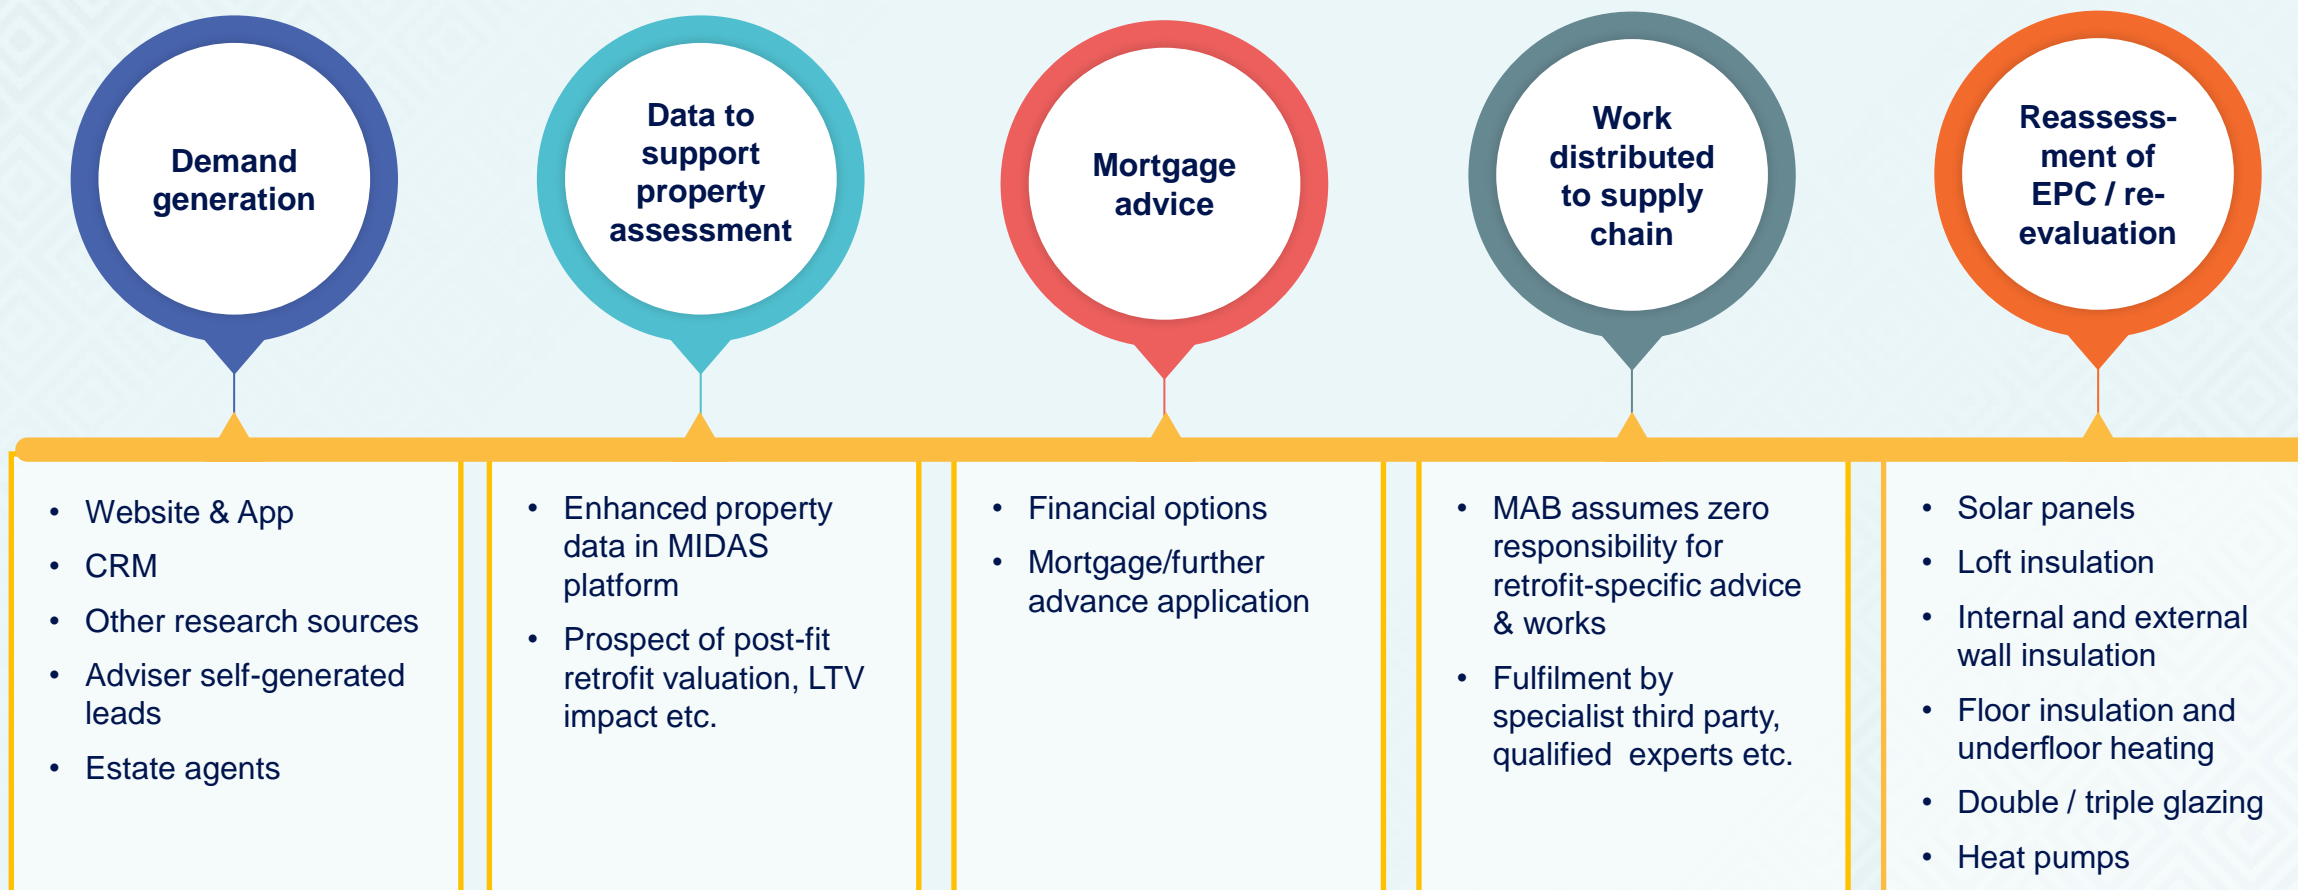 Demand
generation
Data to
support
property
assessment
Mortgage
advice
Work
distributed
to supply
chain
Reassess-
ment of
EPC / re-
evaluation
• Website & App
• CRM
• Other research sources
• Adviser self-generated
leads
• Estate agents
• Enhanced property
data in MIDAS
platform
• Prospect of post-fit
retrofit valuation, LTV
impact etc.
• Financial options
• Mortgage/further
advance application
• MAB assumes zero
responsibility for
retrofit-specific advice
& works
• Fulfilment by
specialist third party,
qualified  experts etc.
• Solar panels
• Loft insulation
• Internal and external
wall insulation
• Floor insulation and
underfloor heating
• Double / triple glazing
• Heat pumps